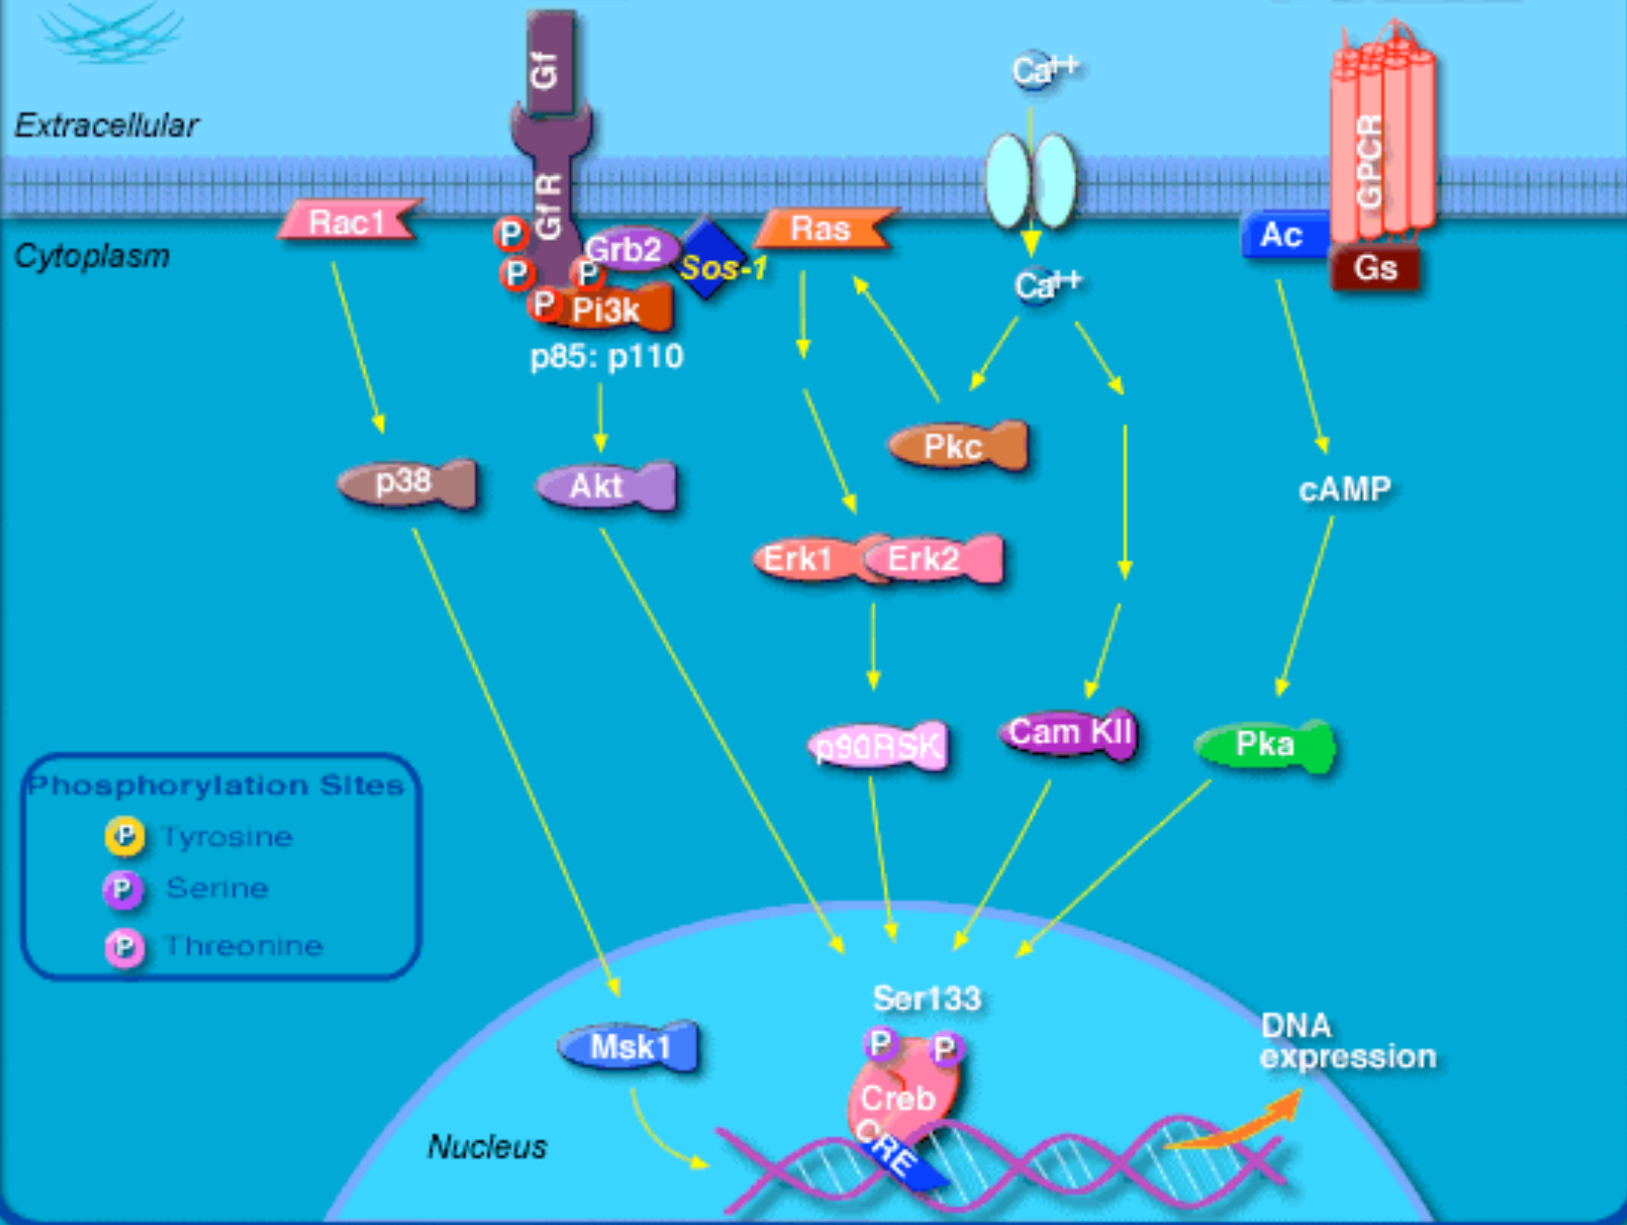 Gf
Ca++
Extracellular
GPCR
Gf R
Rac1
P
Grb2
Ras
Ac
Cytoplasm
P
P
Sos-1
Gs
Ca++
P
Pi3k
p85: p110
Pkc
p38
Akt
cAMP
Erk1
Erk2
Cam KII
p90RSK
Pka
Phosphorylation SItes
P Tyrosine
P Serine
P Threonine
Ser133
DNA
expression
P
P
Msk1
Creb
CRE
Nucleus